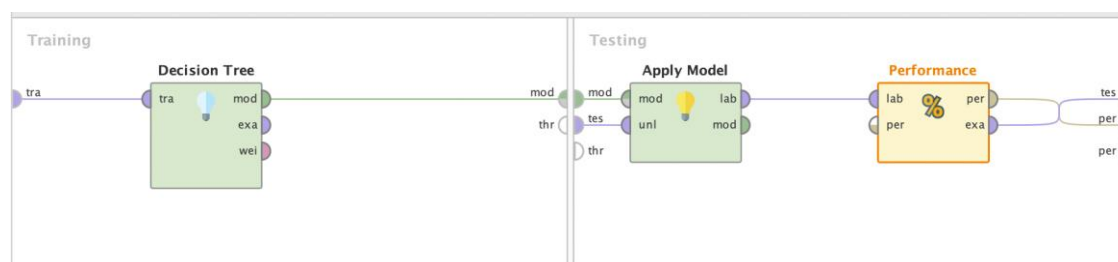 Training
Decision Tree
tra
tra
mod
exa
wei
mod
thr
Testing
Apply Model
mod
tes
thr
mod
unl
lab
mod
Performance
%
lab
per
per
exa
tes
per
per